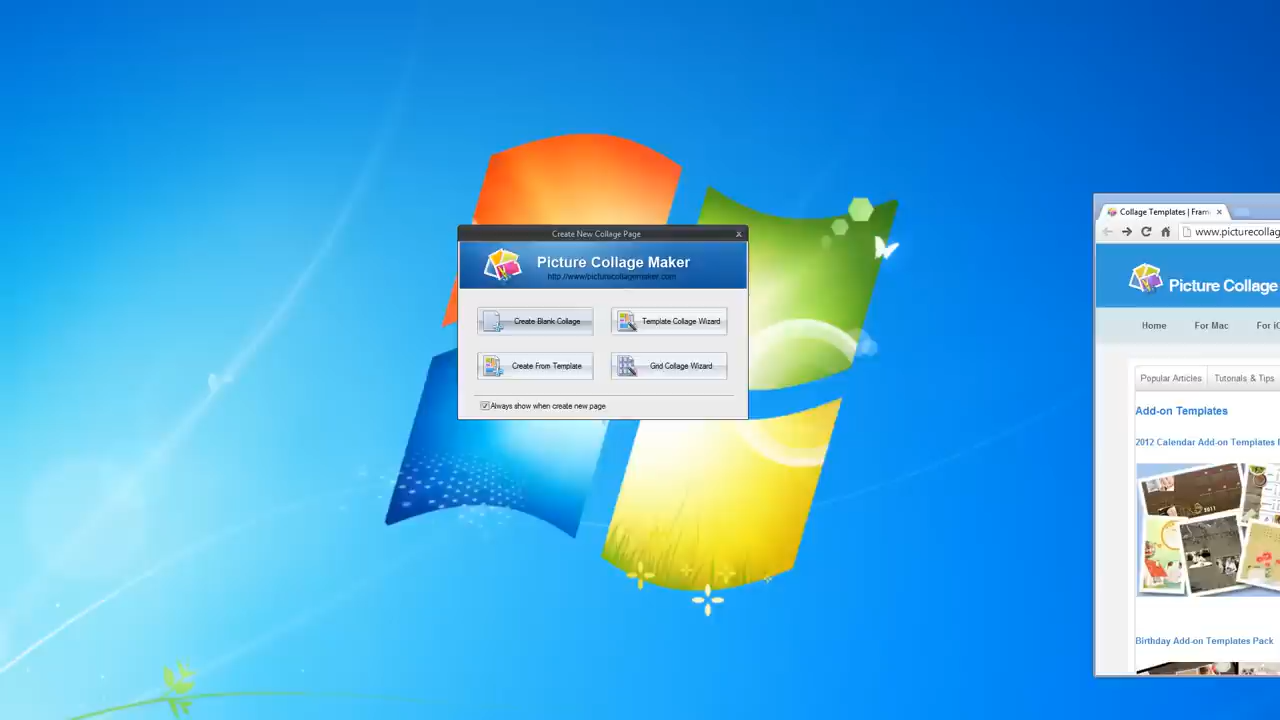 Create New Collage Page
Picture Collage Maker
http://www.picturecollagemaker.com
Create Blank Collage
Template Collage Wizard
Create From Template
Grid Collage Wizard
Always show when create new page
Collage Templates | Fram
www.picturecollag
Picture Collage
Home
For Mac
For iO
Popular Articles
Tutorials & Tips
Add-on Templates
2012 Calendar Add-on Templates
2011
Birthday Add-on Templates Pack